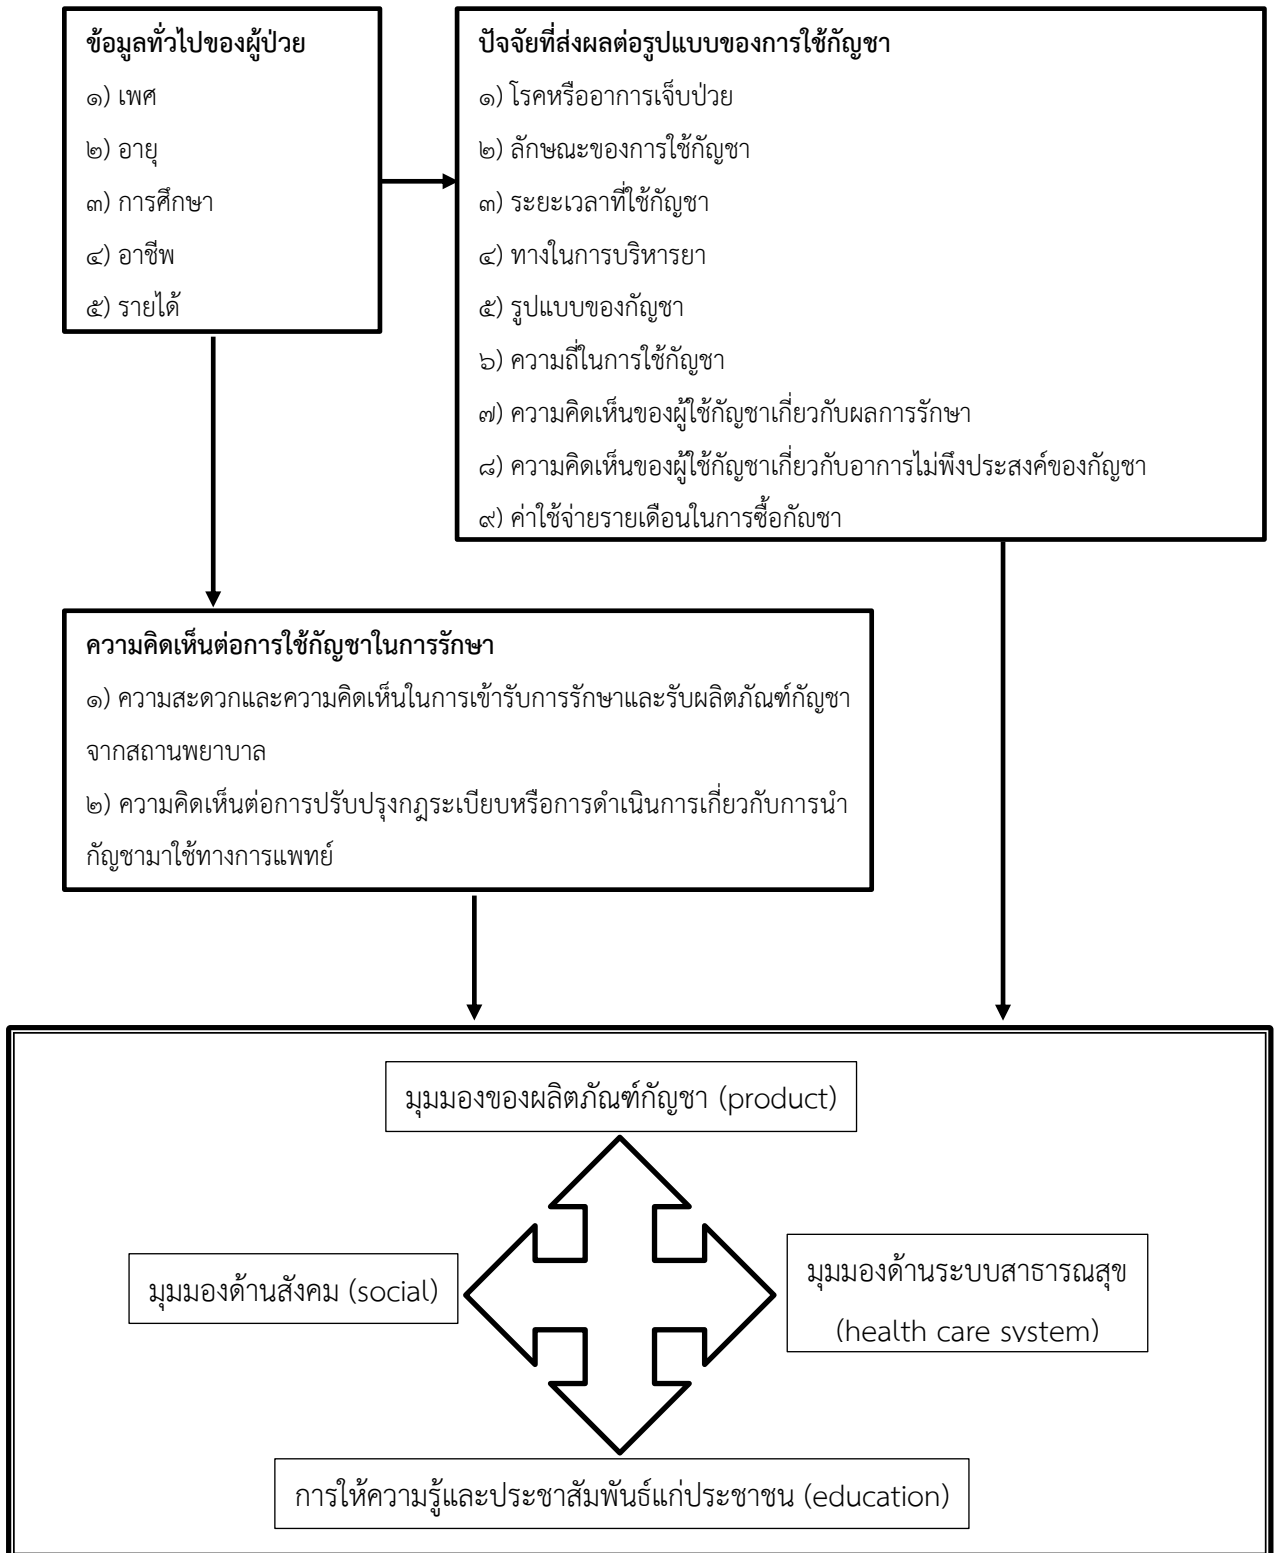 ข้อมูลทั่วไปของผู้ป่วย
๑) เพศ
๒) อายุ
๓) การศึกษา
๔) อาชีพ
๕) รายได้
ปัจจัยที่ส่งผลต่อรูปแบบของการใช้กัญชา
๑) โรคหรืออาการเจ็บป่วย
๒) ลักษณะของการใช้กัญชา
๓) ระยะเวลาที่ใช้กัญชา
๔) ทางในการบริหารยา
๕) รูปแบบของกัญชา
๖) ความถี่ในการใช้กัญชา
๗) ความคิดเห็นของผู้ใช้กัญชาเกี่ยวกับผลการรักษา
๘) ความคิดเห็นของผู้ใช้กัญชาเกี่ยวกับอาการไม่พึงประสงค์ของกัญชา
๙) ค่าใช้จ่ายรายเดือนในการซื้อกัญชา
ความคิดเห็นต่อการใช้กัญชาในการรักษา
๑) ความสะดวกและความคิดเห็นในการเข้ารับการรักษาและรับผลิตภัณฑ์กัญชา
จากสถานพยาบาล
๒) ความคิดเห็นต่อการปรับปรุงกฎระเบียบหรือการดำเนินการเกี่ยวกับการนำ
กัญชามาใช้ทางการแพทย์
มุมมองของผลิตภัณฑ์กัญชา (product)
มุมมองด้านสังคม (social)
มุมมองด้านระบบสาธารณสุข
(health care system)
การให้ความรู้และประชาสัมพันธ์แก่ประชาชน (education)